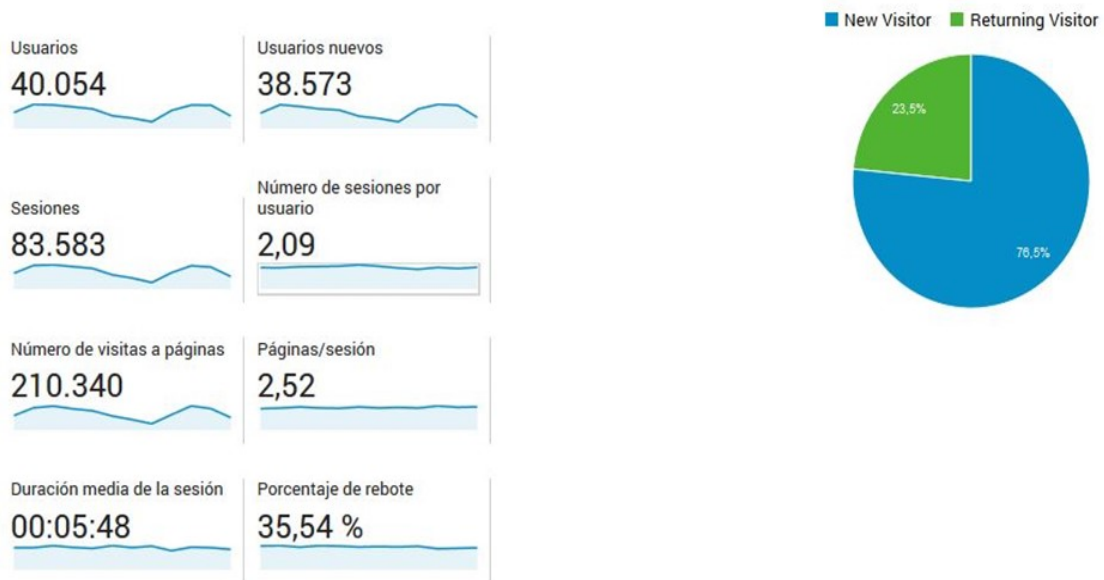 New Visitor
Returning Visitor
Usuarios
40.054
Usuarios nuevos
38.573
Sesiones
83.583
Número de sesiones por
usuario
2,09
Número de visitas a páginas
210.340
Páginas/sesión
2,52
Duración media de la sesión
00:05:48
Porcentaje de rebote
35,54 %
23,5%
76,5%